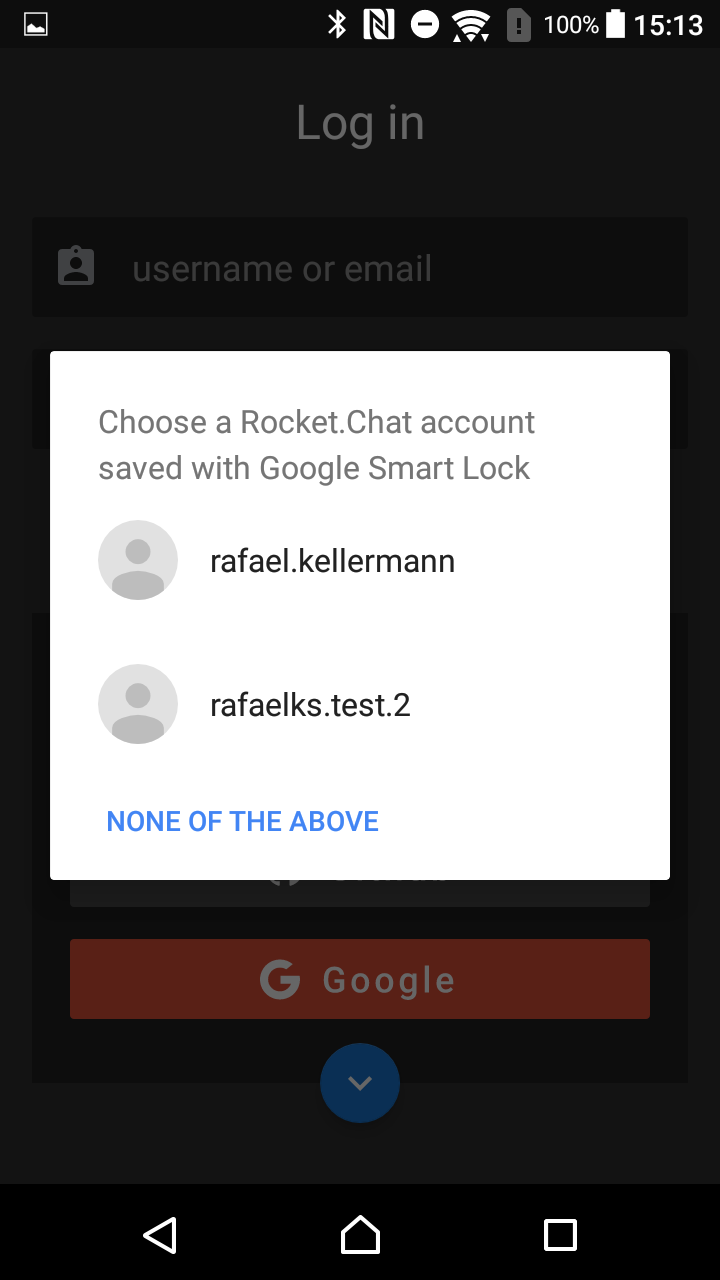 100% 15:13
Log in
username or email
Choose a Rocket.Chat account
saved with Google Smart Lock
rafael.kellermann
rafaelks.test.2
NONE OF THE ABOVE
Google